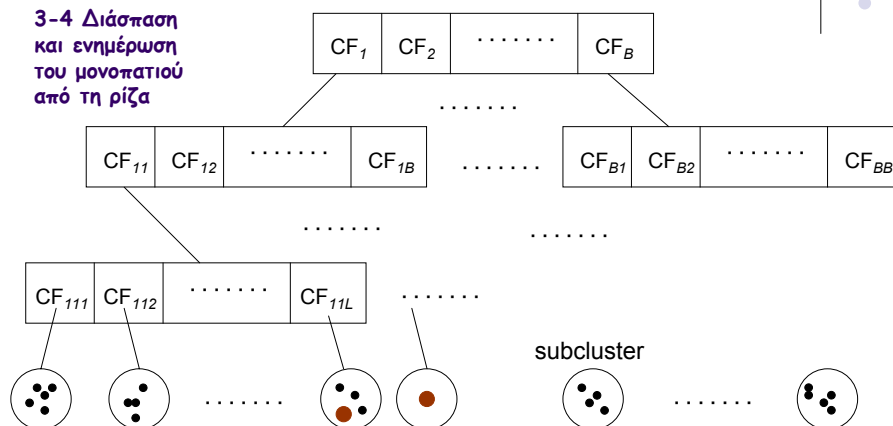 3-4 Διάσπαση
και ενημέρωση
του μονοπατιού
από τη ρίζα
CF1 CF2 ....... CFB
.......
CF11 CF12 ....... CF1B ....... CFB1 CFB2 ....... CFBB
....... .......
CF111 CF112 ....... CF11L .......
subcluster
....... .......